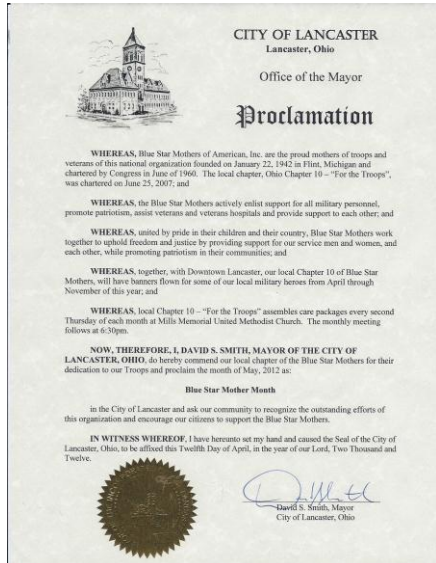 CITY OF LANCASTER
Lancaster, Ohio
Office of the Mayor
Proclamation
WHEREAS, Blue Star Mothers of American, Inc. are the proud mothers of troops and
veterans of this national organization founded on January 22, 1942 in Flint, Michigan and
chartered by Congress in June of 1960. The local chapter, Ohio Chapter 10 – "For the Troops",
was chartered on June 25, 2007; and
WHEREAS, the Blue Star Mothers actively enlist support for all military personnel,
promote patriotism, assist veterans and veterans hospitals and provide support to each other; and
WHEREAS, united by pride in their children and their country, Blue Star Mothers work
together to uphold freedom and justice by providing support for our service men and women, and
each other, while promoting patriotism in their communities; and
WHEREAS, together, with Downtown Lancaster, our local Chapter 10 of Blue Star
Mothers, will have banners flown for some of our local military heroes from April through
November of this year; and
WHEREAS, local Chapter 10 – "For the Troops" assembles care packages every second
Thursday of each month at Mills Memorial United Methodist Church. The monthly meeting
follows at 6:30pm.
NOW, THEREFORE, I, DAVID S. SMITH, MAYOR OF THE CITY OF
LANCASTER, OHIO, do hereby commend our local chapter of the Blue Star Mothers for their
dedication to our Troops and proclaim the month of May, 2012 as:
Blue Star Mother Month
in the City of Lancaster and ask our community to recognize the outstanding efforts of
this organization and encourage our citizens to support the Blue Star Mothers.
IN WITNESS WHEREOF, I have hereunto set my hand and caused the Seal of the City of
Lancaster, Ohio, to be affixed this Twelfth Day of April, in the year of our Lord, Two Thousand and
Twelve.
David S. Smith, Mayor
City of Lancaster, Ohio